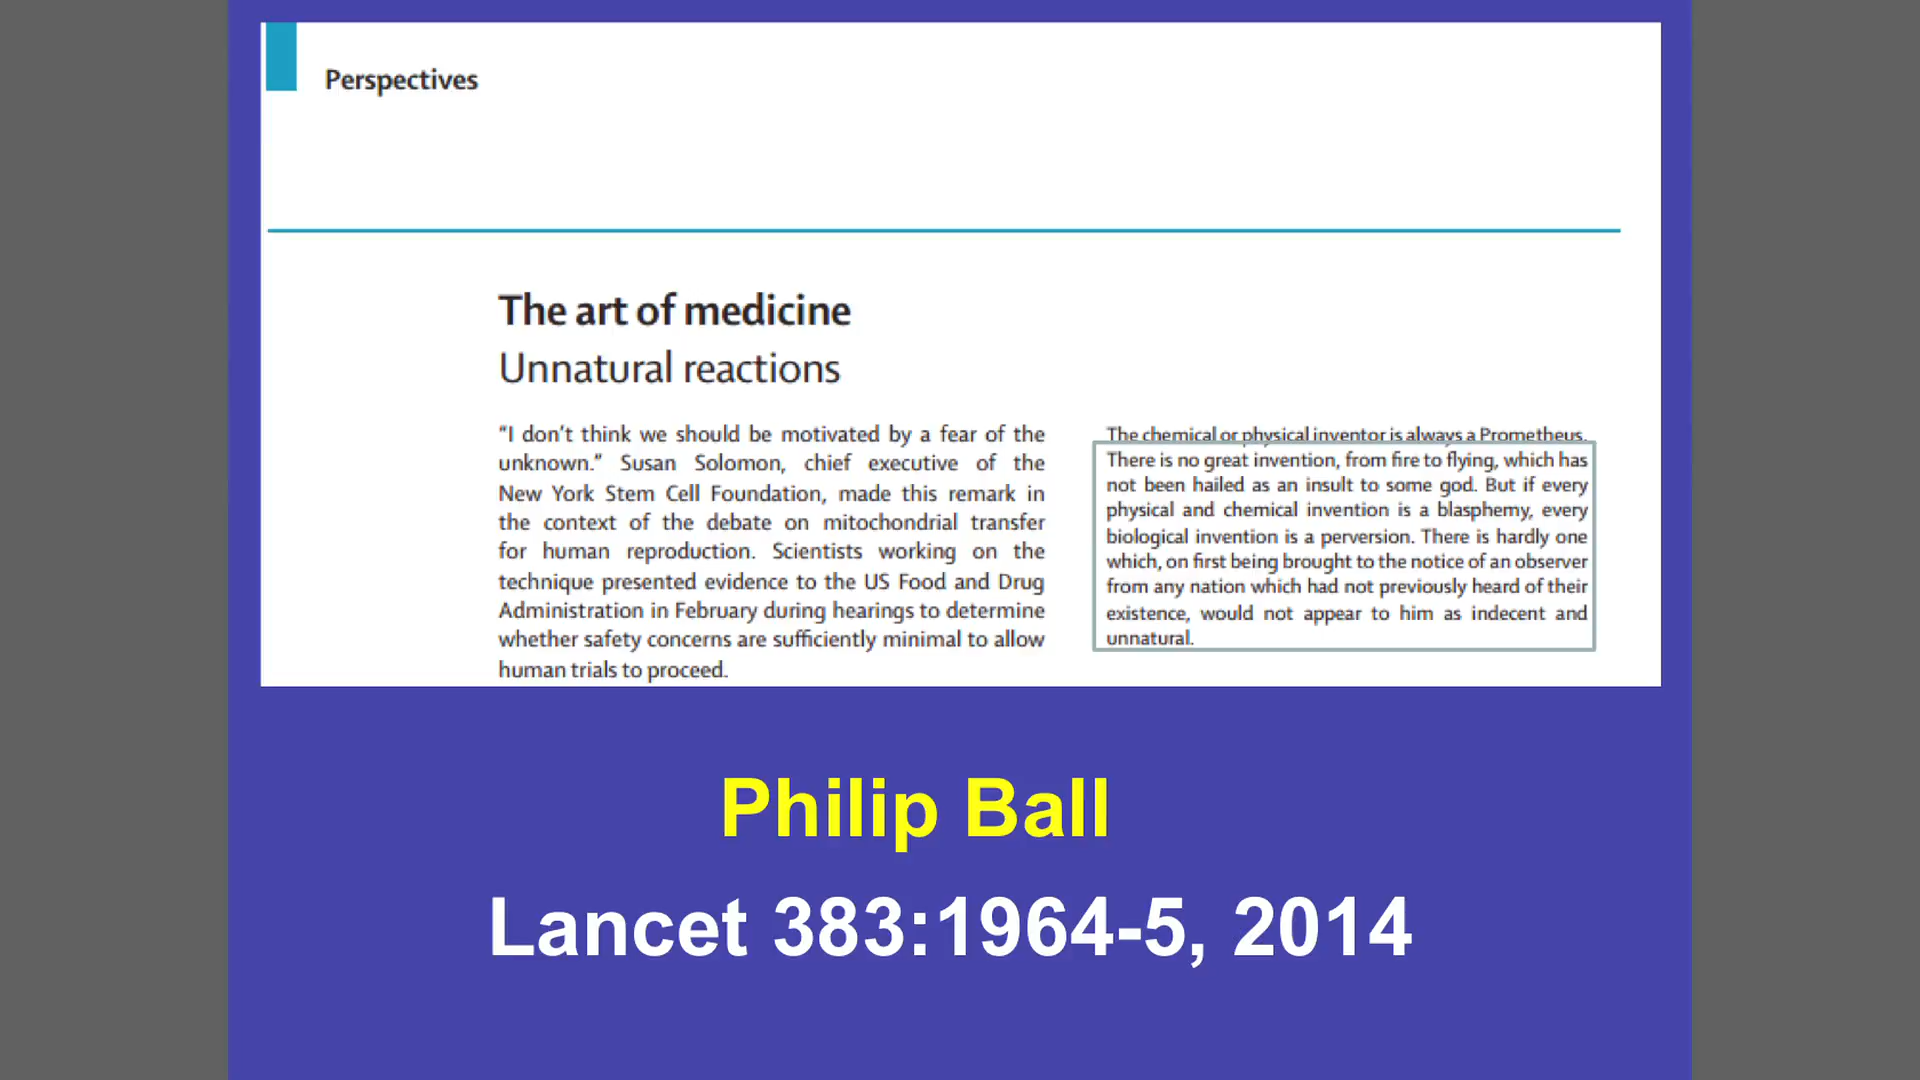 Perspectives
The art of medicine
Unnatural reactions
“I don’t think we should be motivated by a fear of the
unknown.” Susan Solomon, chief executive of the
New York Stem Cell Foundation, made this remark in
the context of the debate on mitochondrial transfer
for human reproduction. Scientists working on the
technique presented evidence to the US Food and Drug
Administration in February during hearings to determine
whether safety concerns are sufficiently minimal to allow
human trials to proceed.
The chemical or physical inventor is always a Prometheus.
There is no great invention, from fire to flying, which has
not been hailed as an insult to some god. But if every
physical and chemical invention is a blasphemy, every
biological invention is a perversion. There is hardly one
which, on first being brought to the notice of an observer
from any nation which had not previously heard of their
existence, would not appear to him as indecent and
unnatural.
Philip Ball
Lancet 383:1964-5, 2014